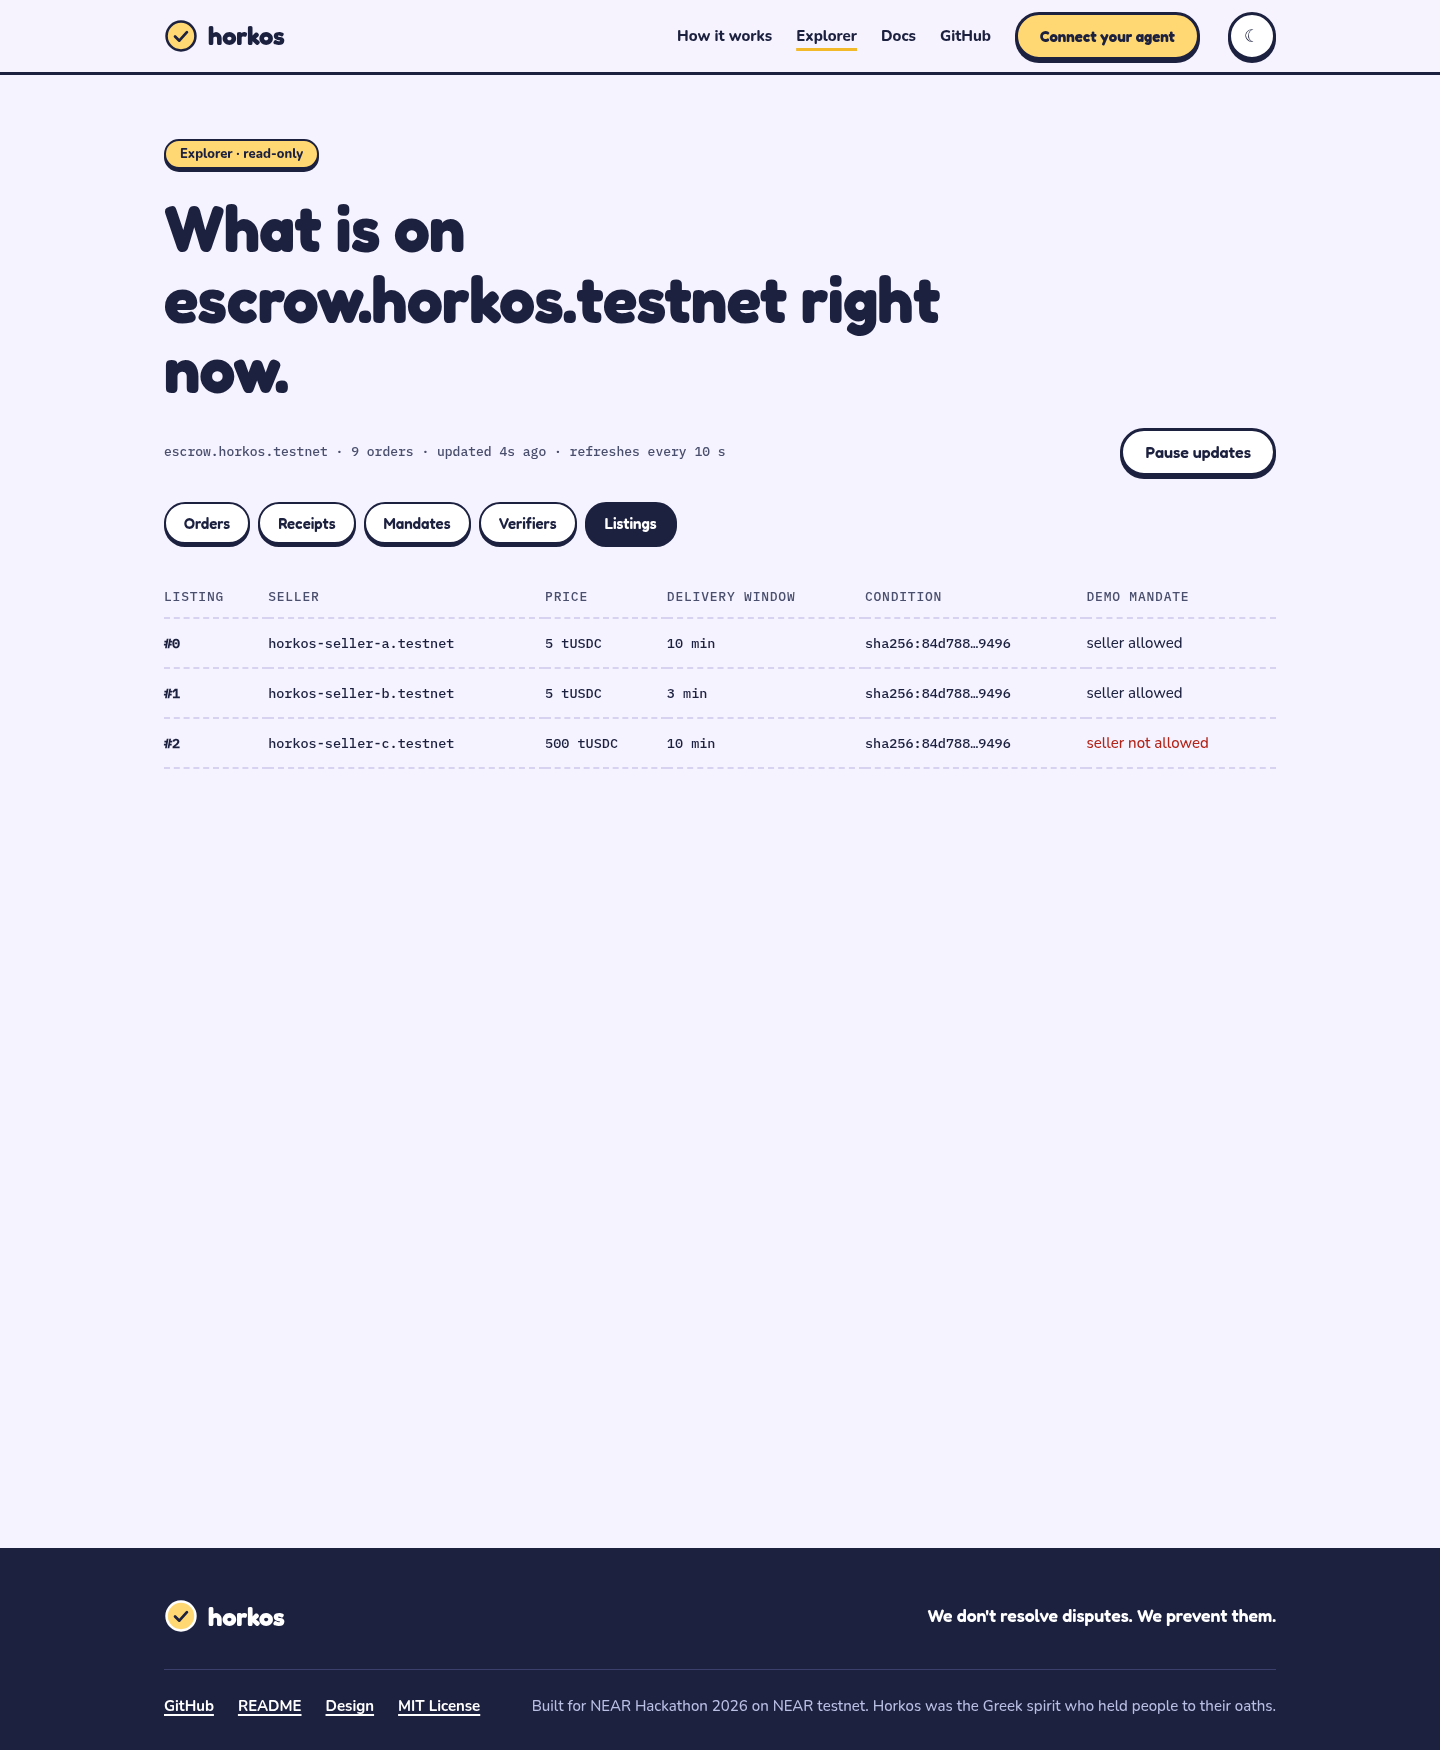 horkos
How it works Explorer Docs GitHub Connect your agent
Explorer · read-only
What is on
escrow.horkos.testnet right
now.
escrow.horkos.testnet · 9 orders · updated 4s ago · refreshes every 10 s
Pause updates
Orders Receipts Mandates Verifiers Listings
LISTING SELLER PRICE DELIVERY WINDOW CONDITION DEMO MANDATE
#0 horkos-seller-a.testnet 5 tUSDC 10 min sha256:84d788…9496 seller allowed
#1 horkos-seller-b.testnet 5 tUSDC 3 min sha256:84d788…9496 seller allowed
#2 horkos-seller-c.testnet 500 tUSDC 10 min sha256:84d788…9496 seller not allowed
horkos
We don't resolve disputes. We prevent them.
GitHub README Design MIT License
Built for NEAR Hackathon 2026 on NEAR testnet. Horkos was the Greek spirit who held people to their oaths.